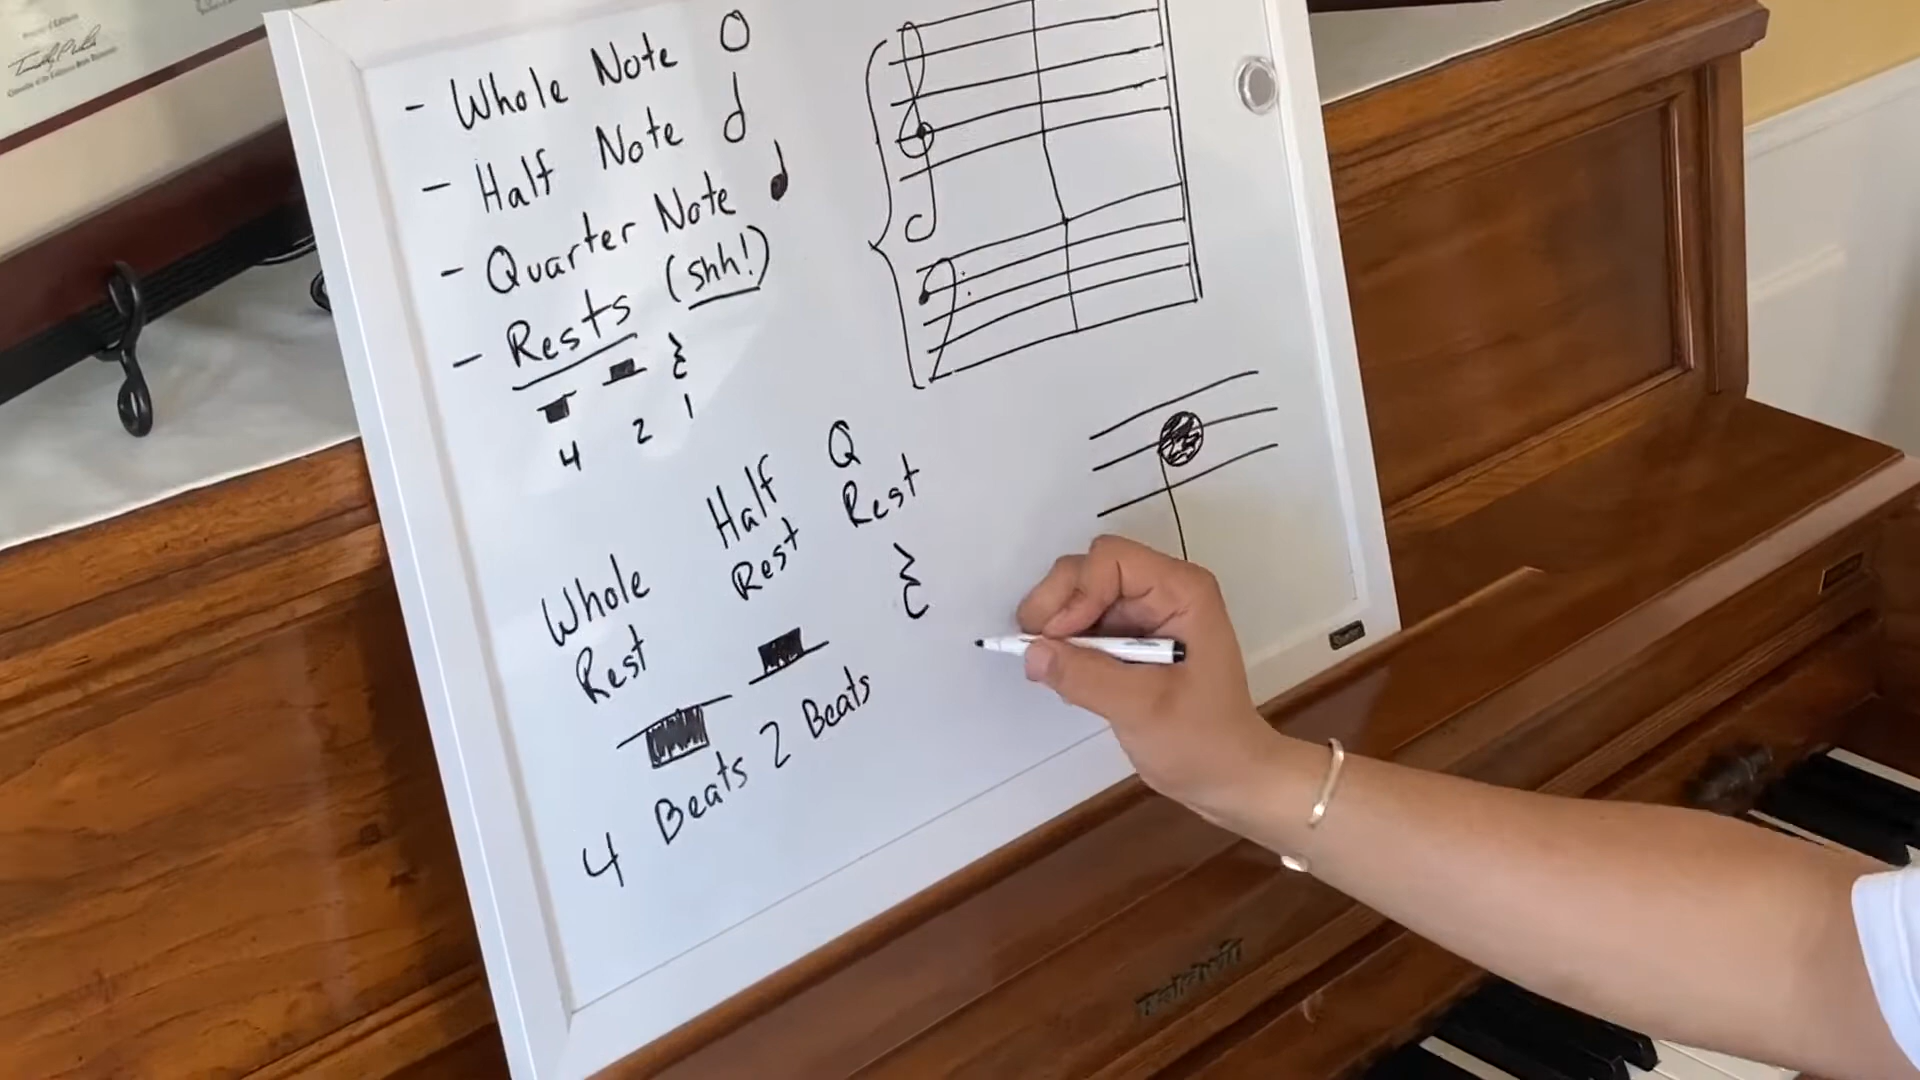 - Whole Note
- Half Note
- Quarter Note
- Rests (shh!)
4 2 1
Whole Rest
Half Rest
Q Rest
4 Beats
2 Beats
Baldwin